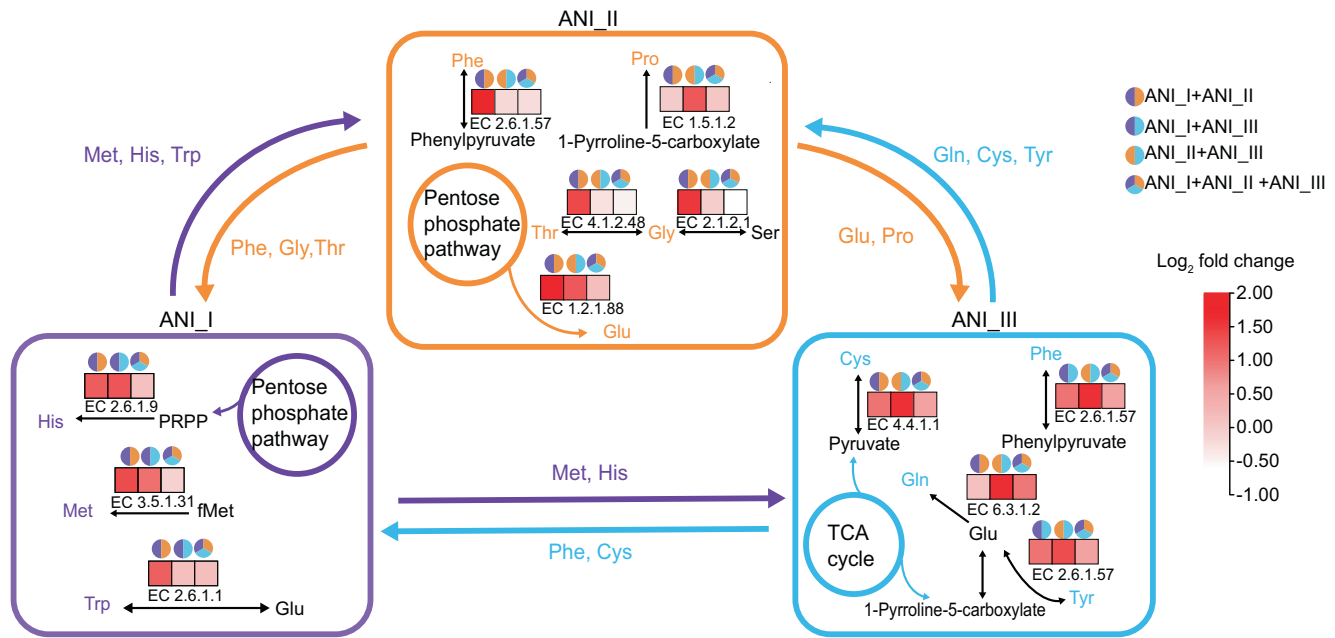 ANI_II
Phe
EC 2.6.1.57
Phenylpyruvate
Pro
EC 1.5.1.2
1-Pyrroline-5-carboxylate
Pentose
phosphate
pathway
EC 4.1.2.48
EC 2.1.2,1
Thr
Gly
Ser
EC 1.2.1.88
Glu
Met, His, Trp
Phe, Gly,Thr
Gln, Cys, Tyr
Glu, Pro
ANI_I+ANI_II
ANI_I+ANI_III
ANI_II+ANI_III
ANI_I+ANI_II +ANI_III
Log2 fold change
2.00
1.50
1.00
0.50
0.00
-0.50
-1.00
ANI_I
EC 2.6.1.9
His
PRPP
Pentose
phosphate
pathway
EC 3.5.1.31
Met
fMet
EC 2.6.1.1
Trp
Glu
Met, His
Phe, Cys
ANI_III
Cys
EC 4.4.1.1
Pyruvate
Phe
EC 2.6.1.57
Phenylpyruvate
Gln
EC 6.3.1.2
Glu
TCA
cycle
EC 2.6.1.57
1-Pyrroline-5-carboxylate
Tyr